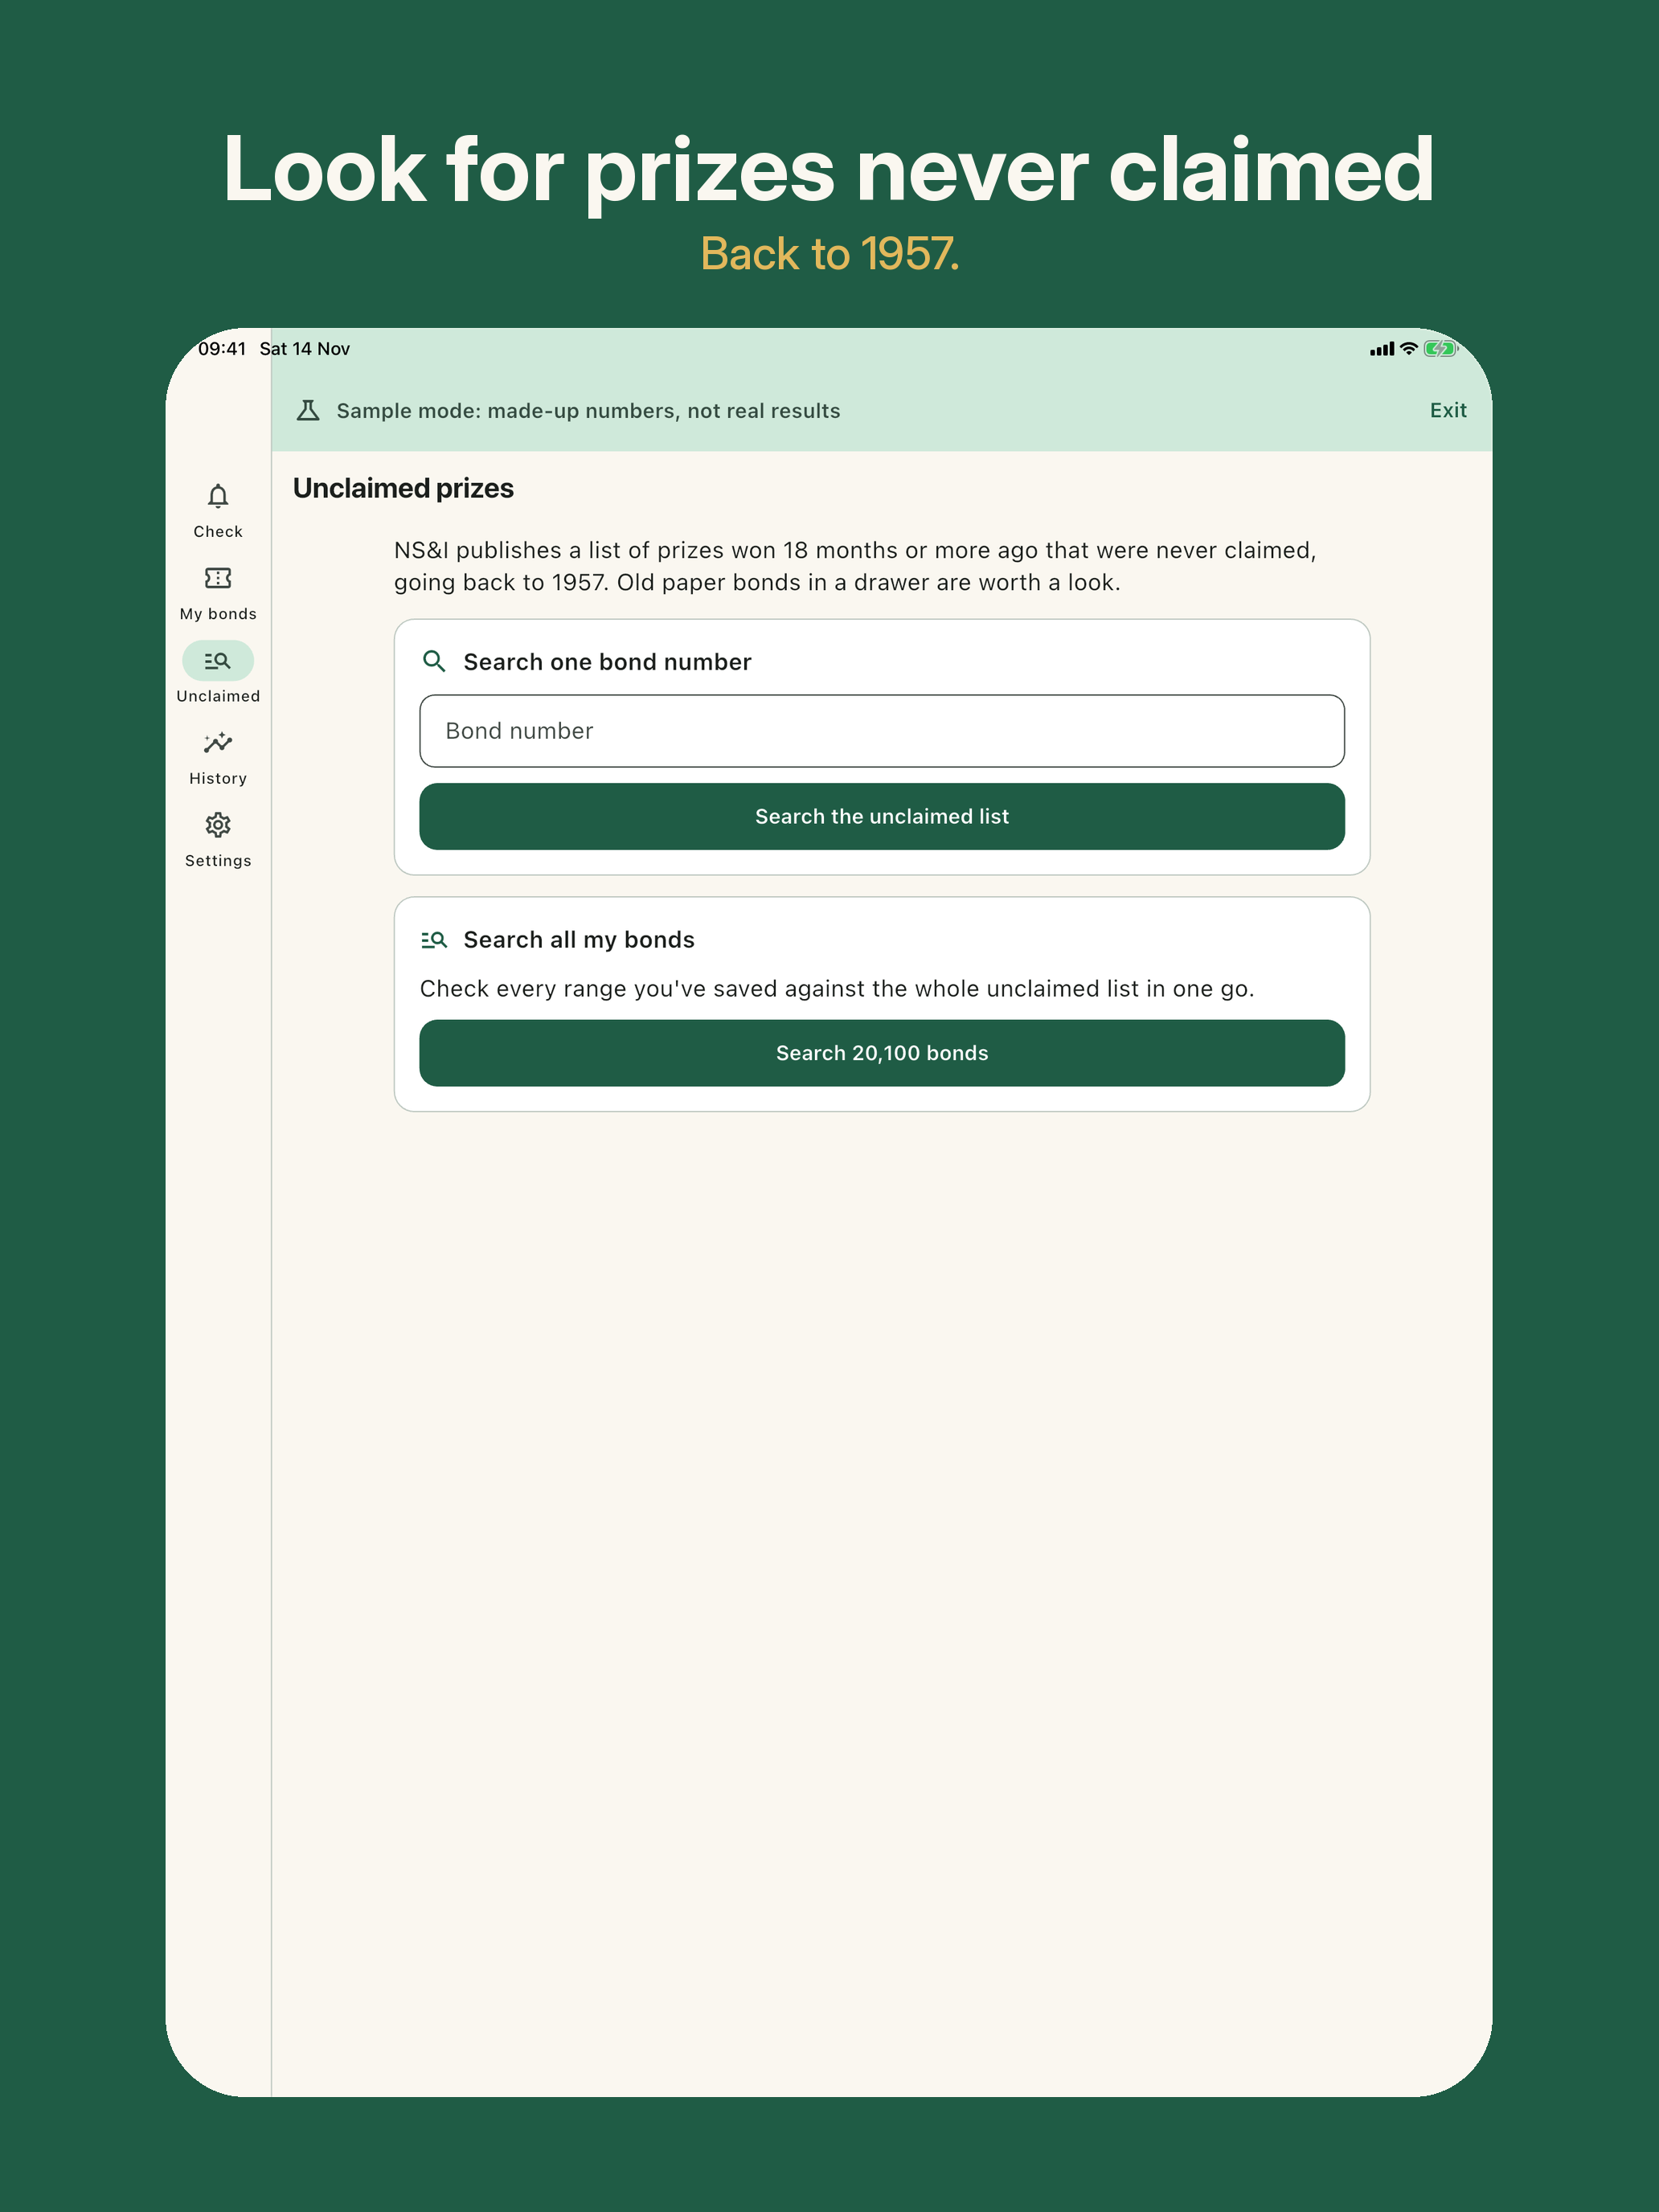 Look for prizes never claimed
Back to 1957.
09:41 Sat 14 Nov
Sample mode: made-up numbers, not real results
Exit
Check
My bonds
Unclaimed
History
Settings
Unclaimed prizes
NS&I publishes a list of prizes won 18 months or more ago that were never claimed,
going back to 1957. Old paper bonds in a drawer are worth a look.
Search one bond number
Bond number
Search the unclaimed list
Search all my bonds
Check every range you've saved against the whole unclaimed list in one go.
Search 20,100 bonds